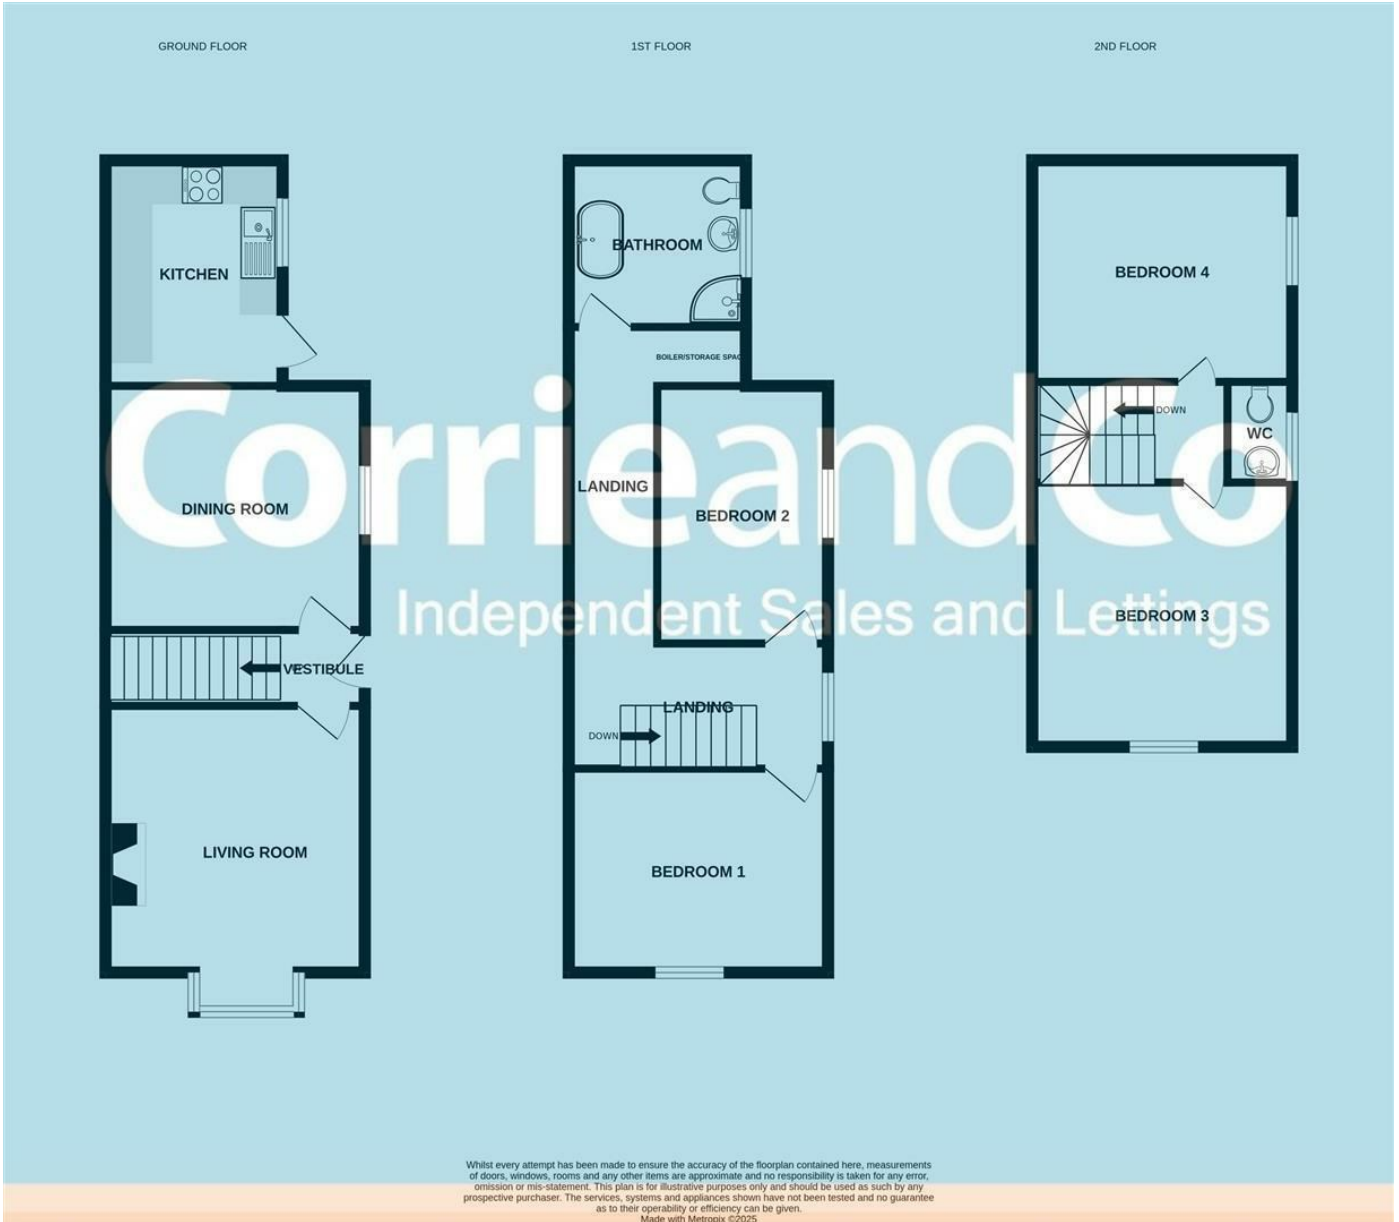 GROUND FLOOR
1ST FLOOR
2ND FLOOR
KITCHEN
DINING ROOM
VESTIBULE
LIVING ROOM
BATHROOM
BOILER/STORAGE SPAC
LANDING
BEDROOM 2
LANDING
DOWN
BEDROOM 1
BEDROOM 4
DOWN
WC
BEDROOM 3
CorrieandCo
Independent Sales and Lettings
Whilst every attempt has been made to ensure the accuracy of the floorplan contained here, measurements
of doors, windows, rooms and any other items are approximate and no responsibility is taken for any error,
omission or mis-statement. This plan is for illustrative purposes only and should be used as such by any
prospective purchaser. The services, systems and appliances shown have not been tested and no guarantee
as to their operability or efficiency can be given.
Made with Metropix ©2025